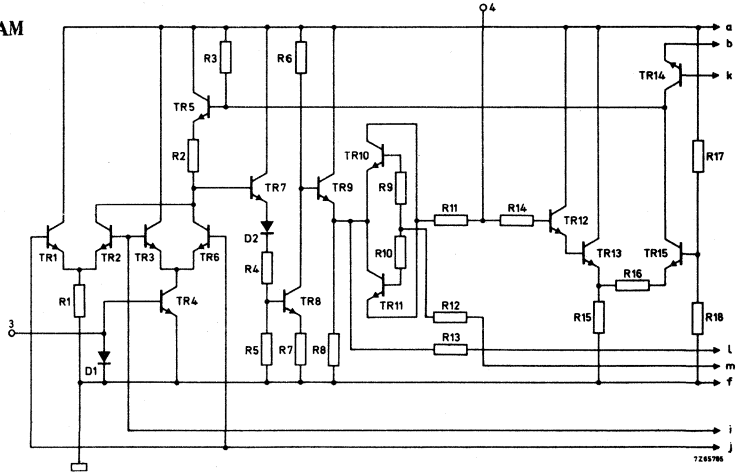 AM
4
a
b
k
R3
R6
TR14
TR5
R2
TR10
R17
TR7
TR9
R9
R11
R14
TR12
D2
R10
TR13
TR15
TR1
TR2
TR3
TR6
R4
R16
R1
TR4
TR8
TR11
3
R12
R15
R18
R5
R7
R8
R13
l
D1
m
f
i
j
7Z65786